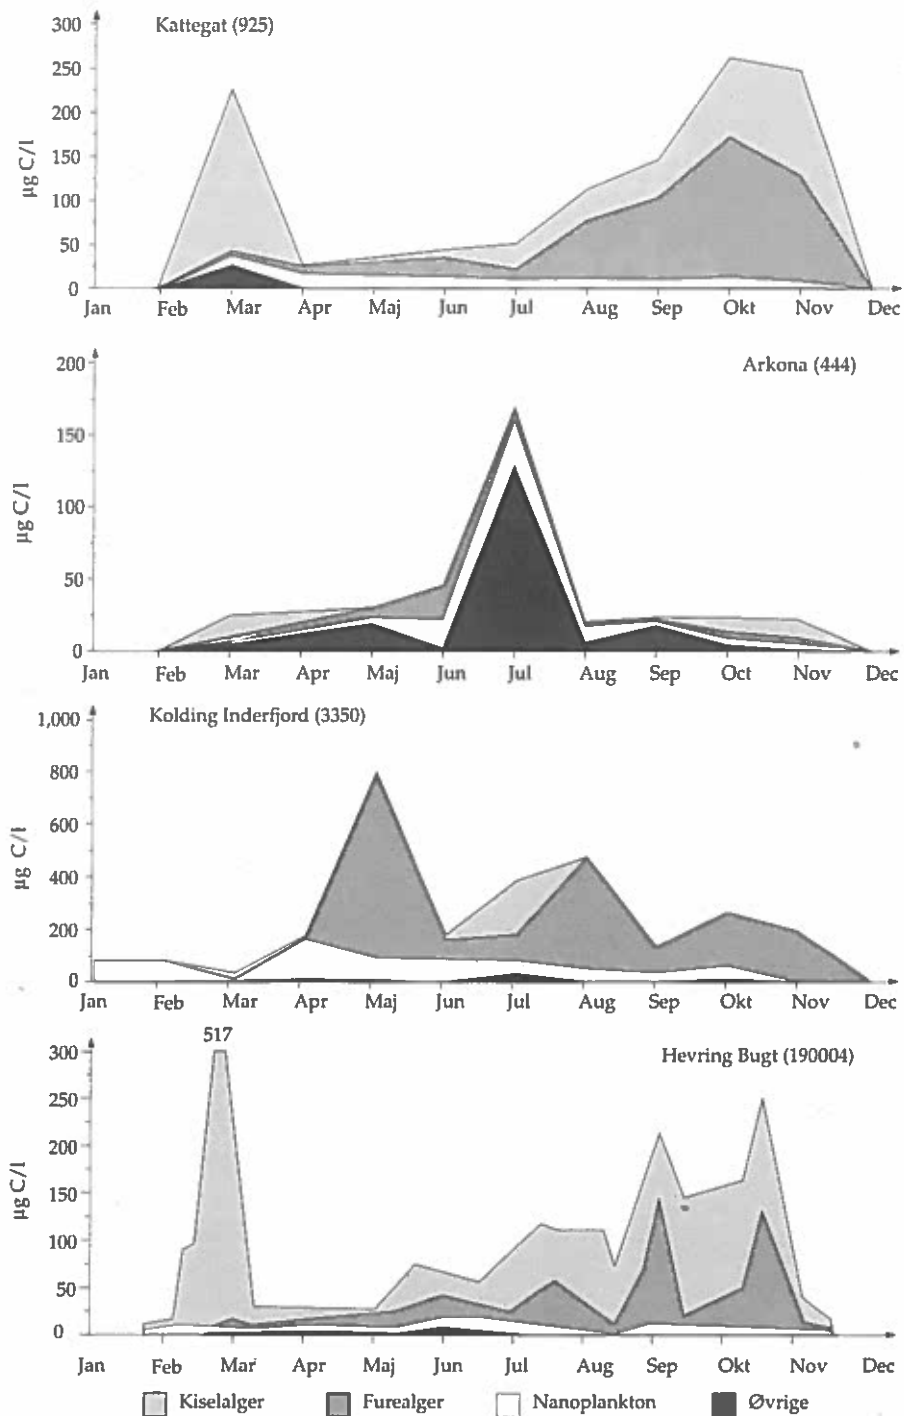 Kattegat (925)
300
250
200
150
100
50
0
µg C/l
Jan Feb Mar Apr Maj Jun Jul Aug Sep Okt Nov Dec
Arkona (444)
200
150
100
50
0
µg C/l
Jan Feb Mar Apr Maj Jun Jul Aug Sep Oct Nov Dec
Kolding Inderfjord (3350)
1,000
800
600
400
200
0
µg C/l
Jan Feb Mar Apr Maj Jun Jul Aug Sep Okt Nov Dec
517
Hevring Bugt (190004)
300
250
200
150
100
50
0
µg C/l
Jan Feb Mar Apr Maj Jun Jul Aug Sep Okt Nov Dec
Kiselalger Furealger Nanoplankton Øvrige